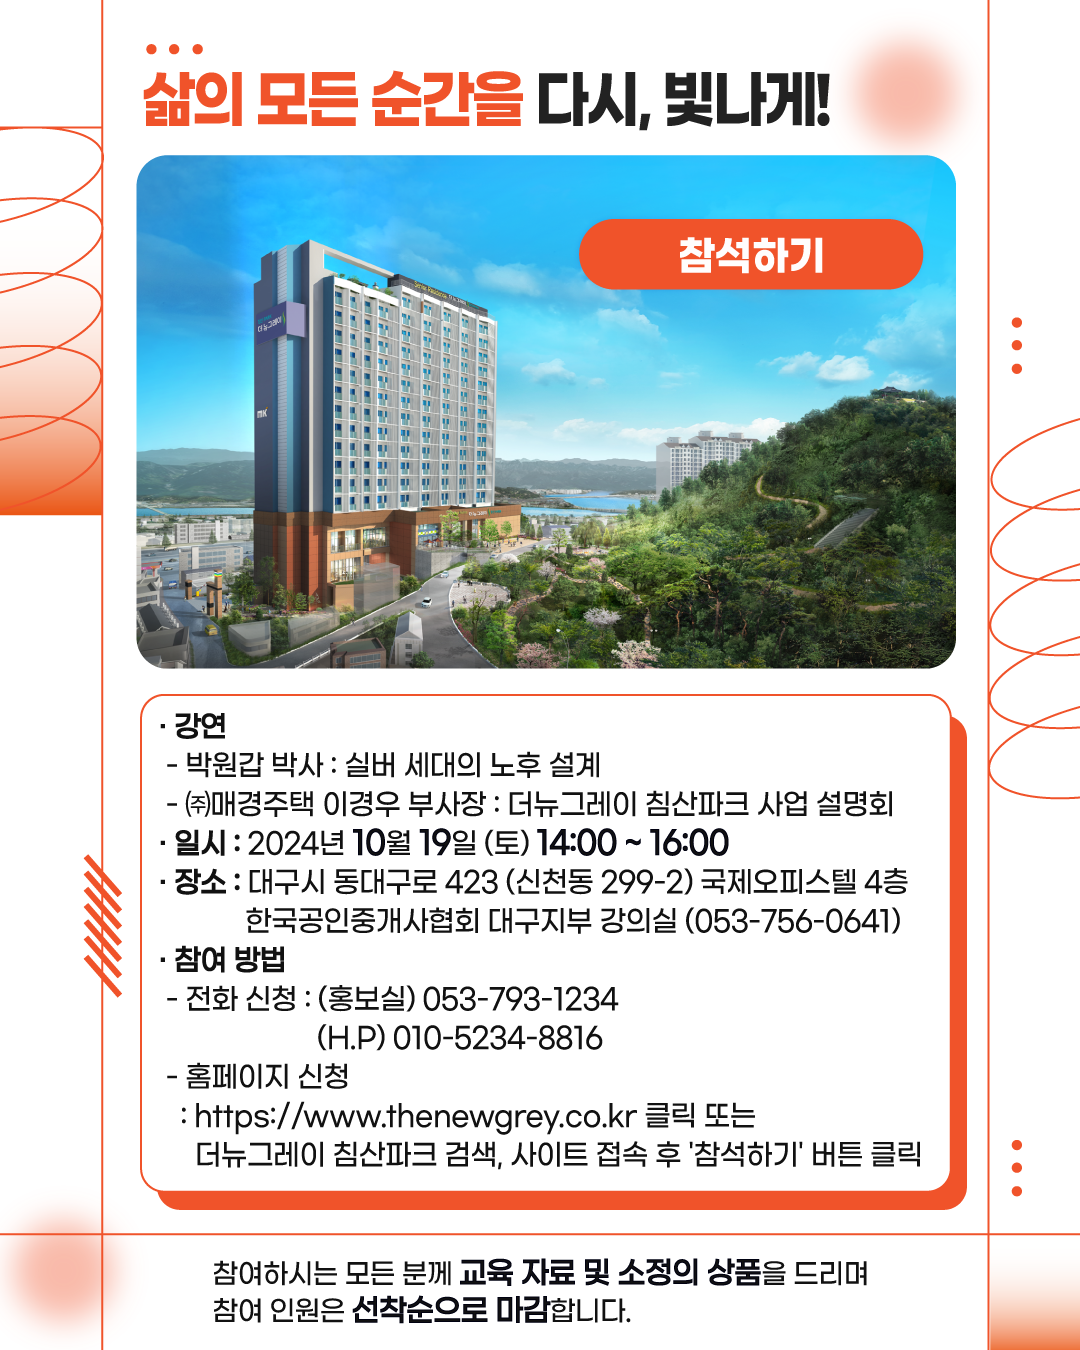 삶의 모든 순간을 다시, 빛나게!
참석하기
더뉴그레이
MK
· 강연
- 박원갑 박사 : 실버 세대의 노후 설계
- ㈜매경주택 이경우 부사장 : 더뉴그레이 침산파크 사업 설명회
· 일시 : 2024년 10월 19일 (토) 14:00 ~ 16:00
· 장소 : 대구시 동대구로 423 (신천동 299-2) 국제오피스텔 4층
한국공인중개사협회 대구지부 강의실 (053-756-0641)
· 참여 방법
- 전화 신청 : (홍보실) 053-793-1234
(H.P) 010-5234-8816
- 홈페이지 신청
: https://www.thenewgrey.co.kr 클릭 또는
더뉴그레이 침산파크 검색, 사이트 접속 후 '참석하기' 버튼 클릭
참여하시는 모든 분께 교육 자료 및 소정의 상품을 드리며
참여 인원은 선착순으로 마감합니다.